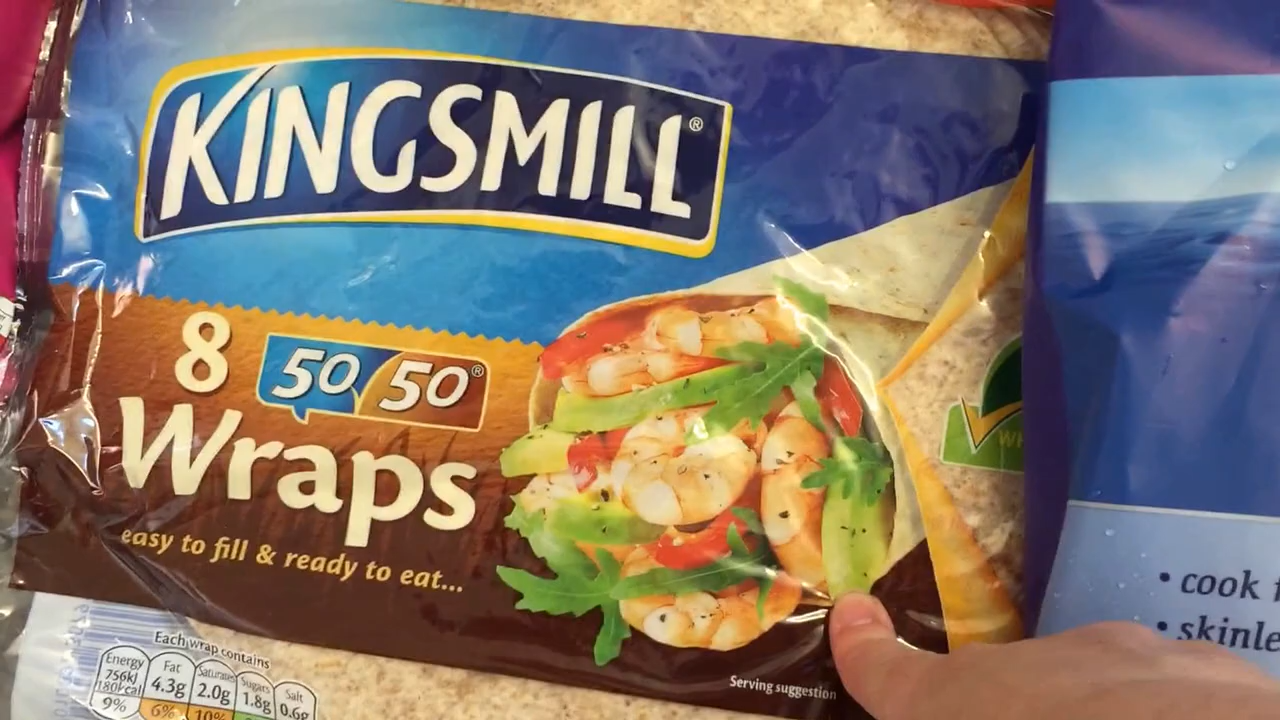 KINGSMILL®
8 50 50®
Wraps
easy to fill & ready to eat...
Each wrap contains
Energy Fat Saturates Sugars Salt
756kJ 4.3g 2.0g 1.8g 0.6g
180kcal
9% 6% 10%
Serving suggestion
WH
• cook
• skinle